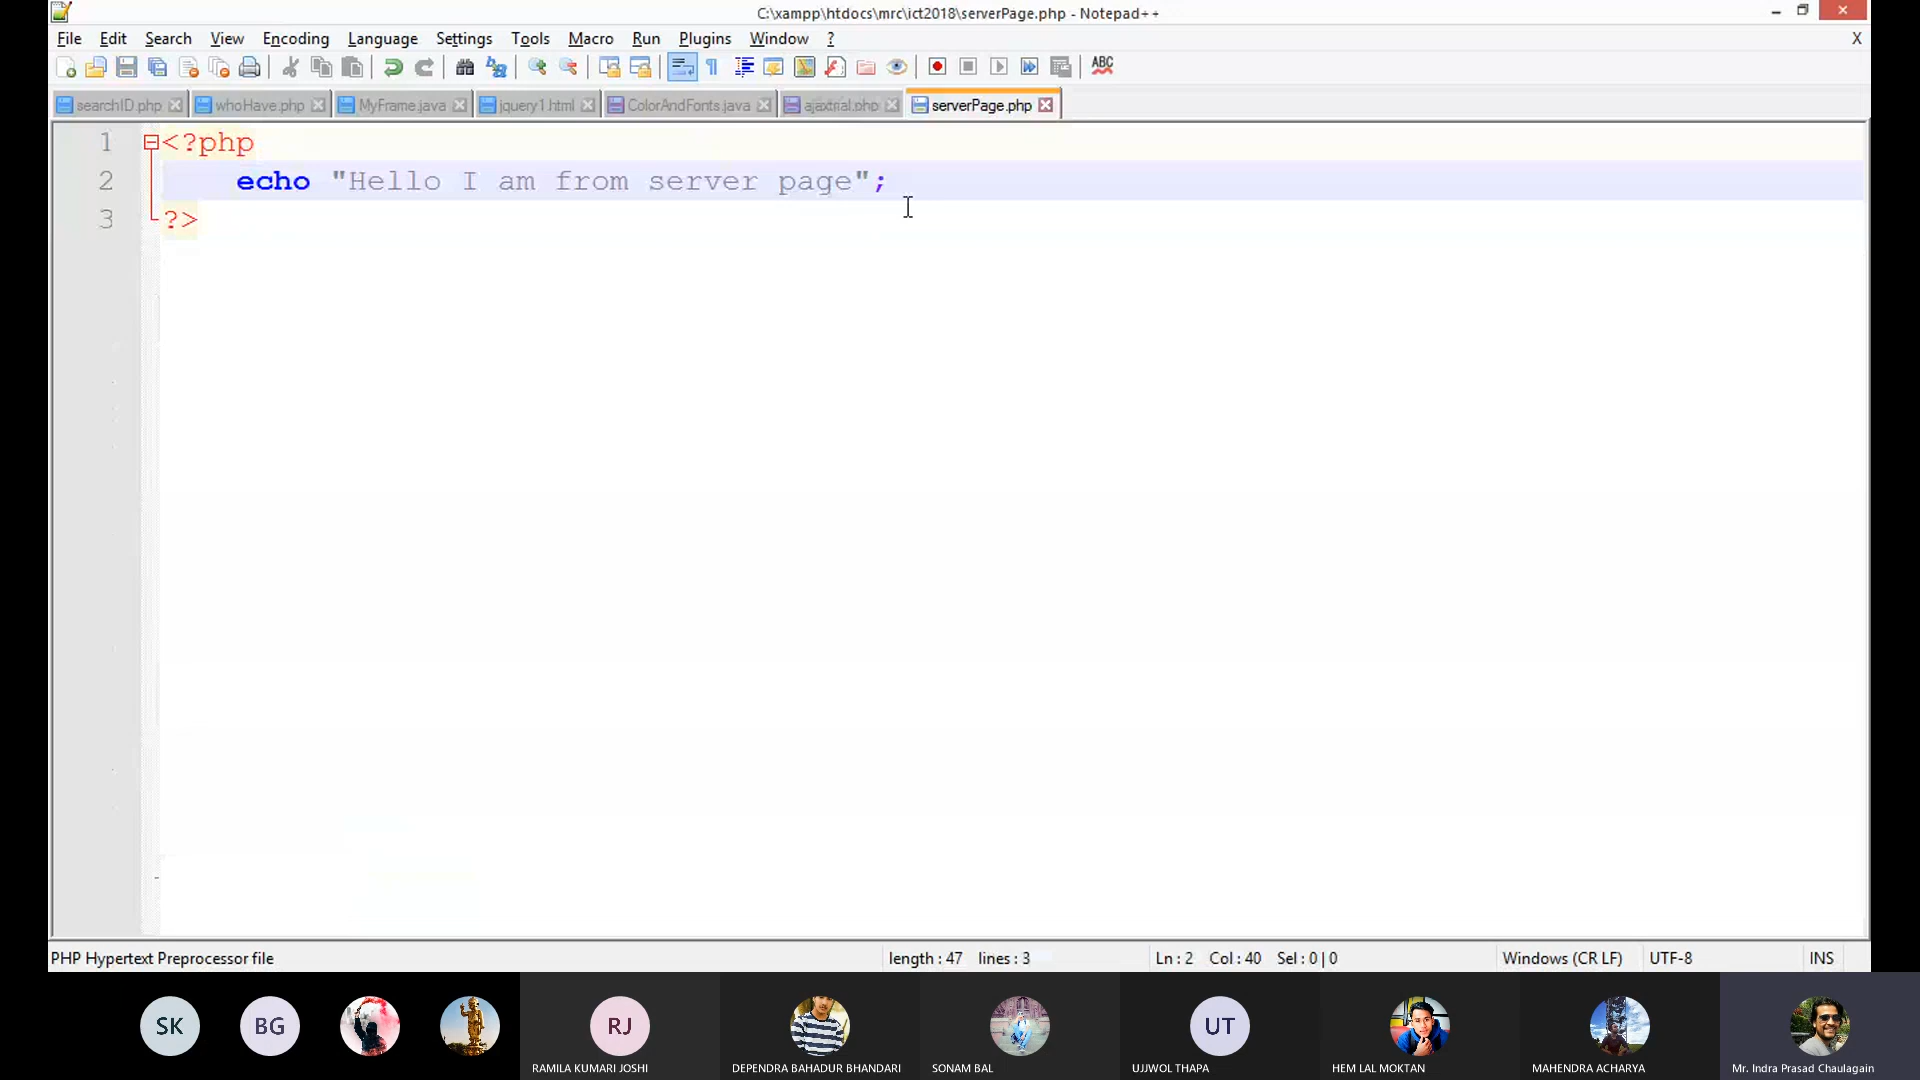 C:\xampp\htdocs\mrc\ict2018\serverPage.php - Notepad++
File Edit Search View Encoding Language Settings Tools Macro Run Plugins Window ? X
ABC
searchID.php whoHave.php MyFrame.java jquery1.html ColorAndFonts.java ajaxtrial.php serverPage.php
1 <?php
2 echo "Hello I am from server page";
3 ?>
PHP Hypertext Preprocessor file length : 47 lines : 3 Ln : 2 Col : 40 Sel : 0 | 0 Windows (CR LF) UTF-8 INS
SK BG RJ UT
RAMILA KUMARI JOSHI DEPENDRA BAHADUR BHANDARI SONAM BAL UJJWOL THAPA HEM LAL MOKTAN MAHENDRA ACHARYA Mr. Indra Prasad Chaulagain